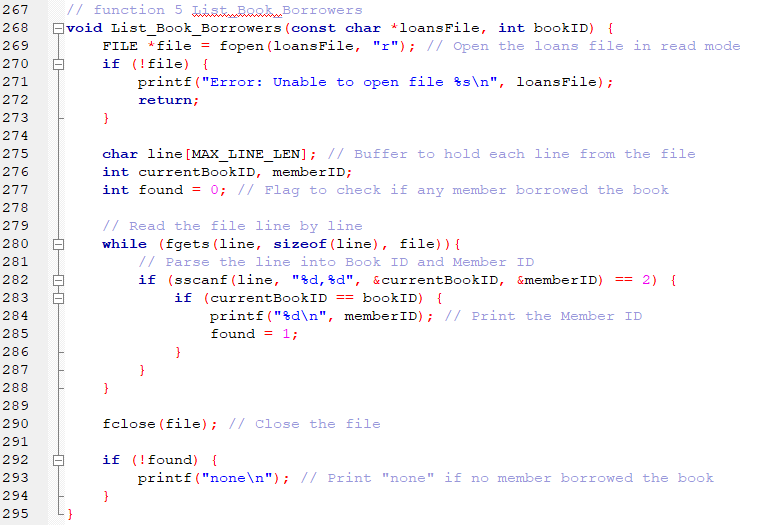 267 // function 5 List_Book_Borrowers
268 void List_Book_Borrowers(const char *loansFile, int bookID) {
269     FILE *file = fopen(loansFile, "r"); // Open the loans file in read mode
270     if (!file) {
271         printf("Error: Unable to open file %s\n", loansFile);
272         return;
273     }
274
275     char line[MAX_LINE_LEN]; // Buffer to hold each line from the file
276     int currentBookID, memberID;
277     int found = 0; // Flag to check if any member borrowed the book
278
279     // Read the file line by line
280     while (fgets(line, sizeof(line), file)){
281         // Parse the line into Book ID and Member ID
282         if (sscanf(line, "%d,%d", &currentBookID, &memberID) == 2) {
283             if (currentBookID == bookID) {
284                 printf("%d\n", memberID); // Print the Member ID
285                 found = 1;
286             }
287         }
288     }
289
290     fclose(file); // Close the file
291
292     if (!found) {
293         printf("none\n"); // Print "none" if no member borrowed the book
294     }
295 }